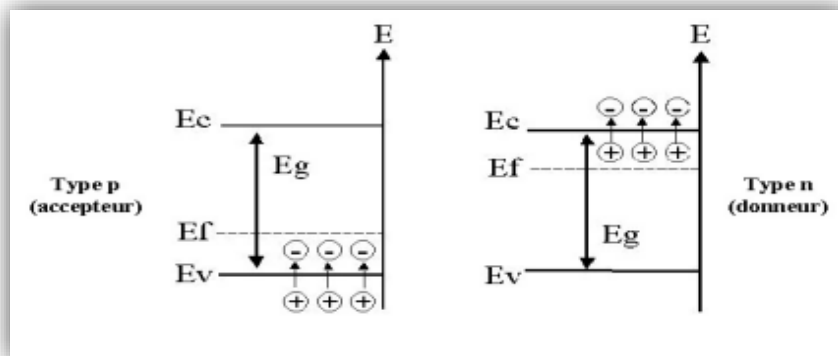 E
Ec
Eg
Type p
(accepteur)
Ef
- - -
Ev
+ + +
E
- - -
Ec
+ + +
Ef
Type n
(donneur)
Eg
Ev